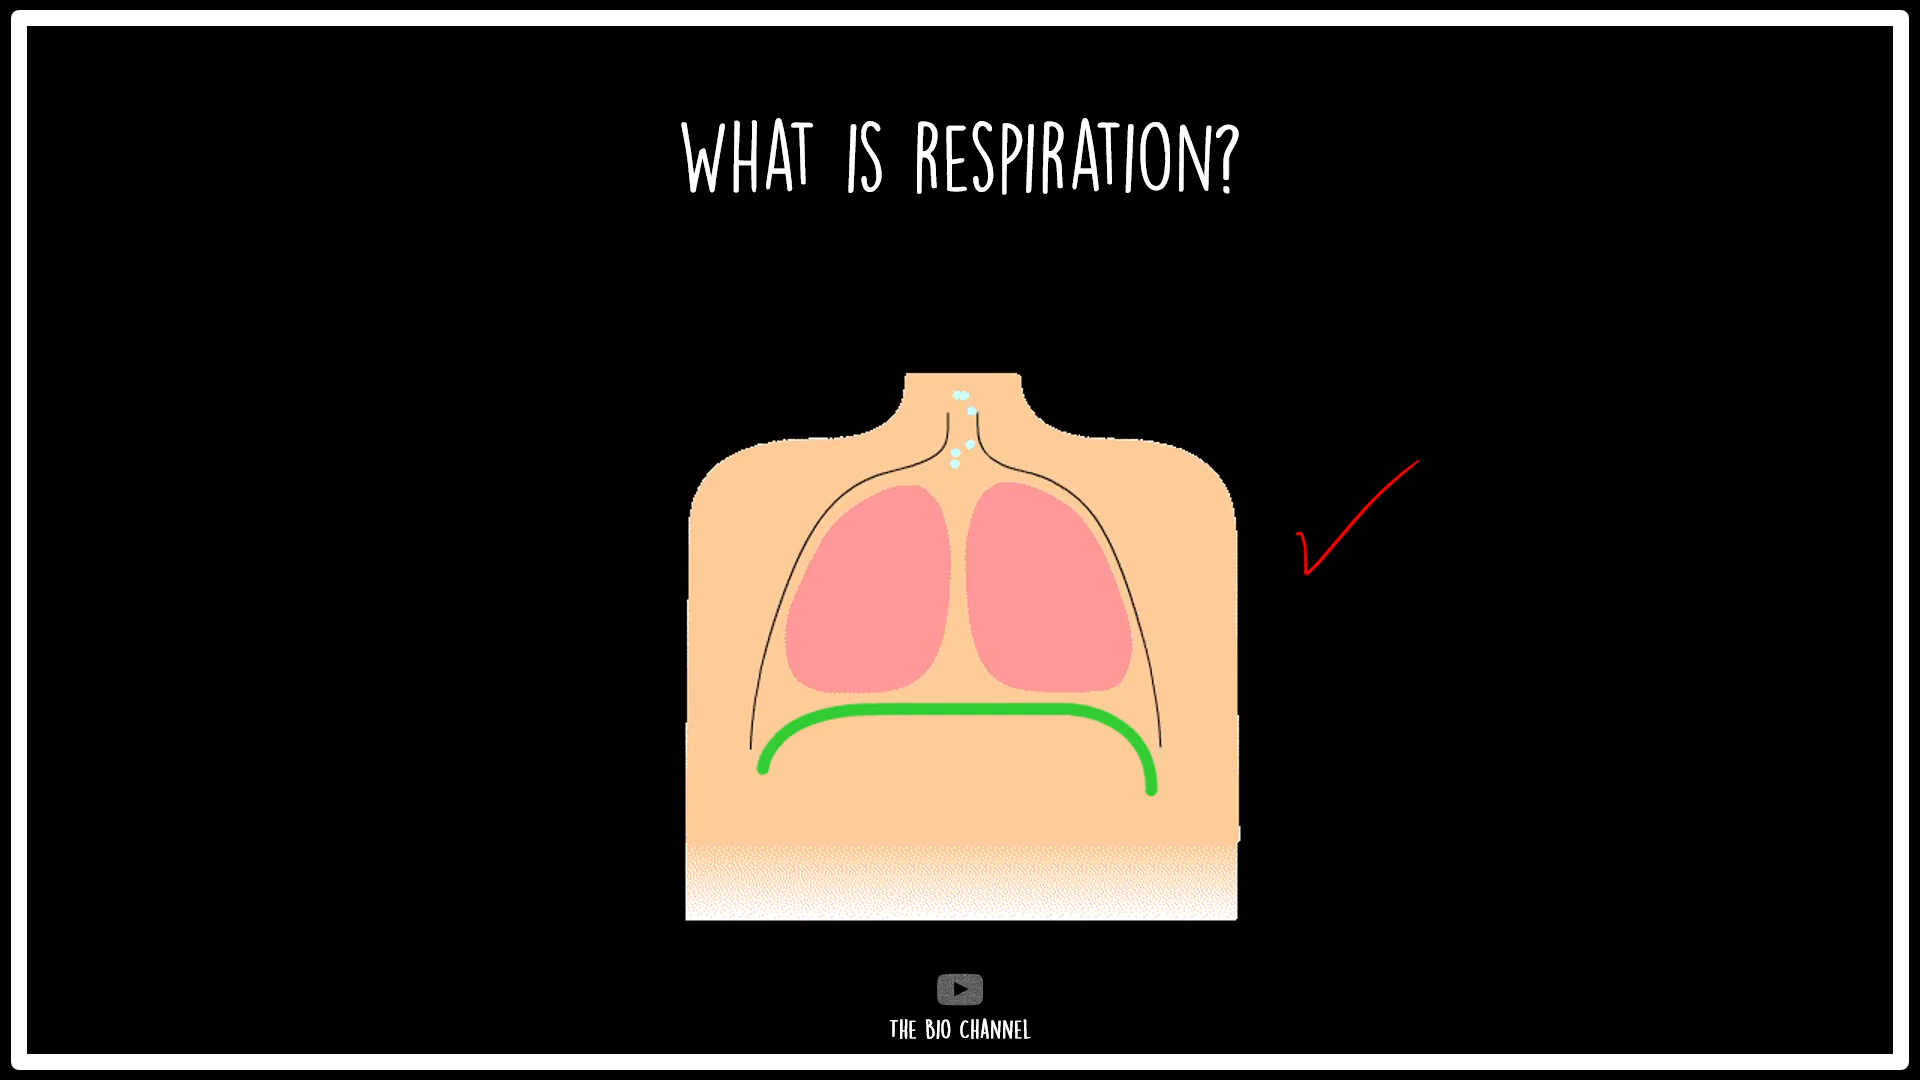 WHAT IS RESPIRATION?
THE BIO CHANNEL